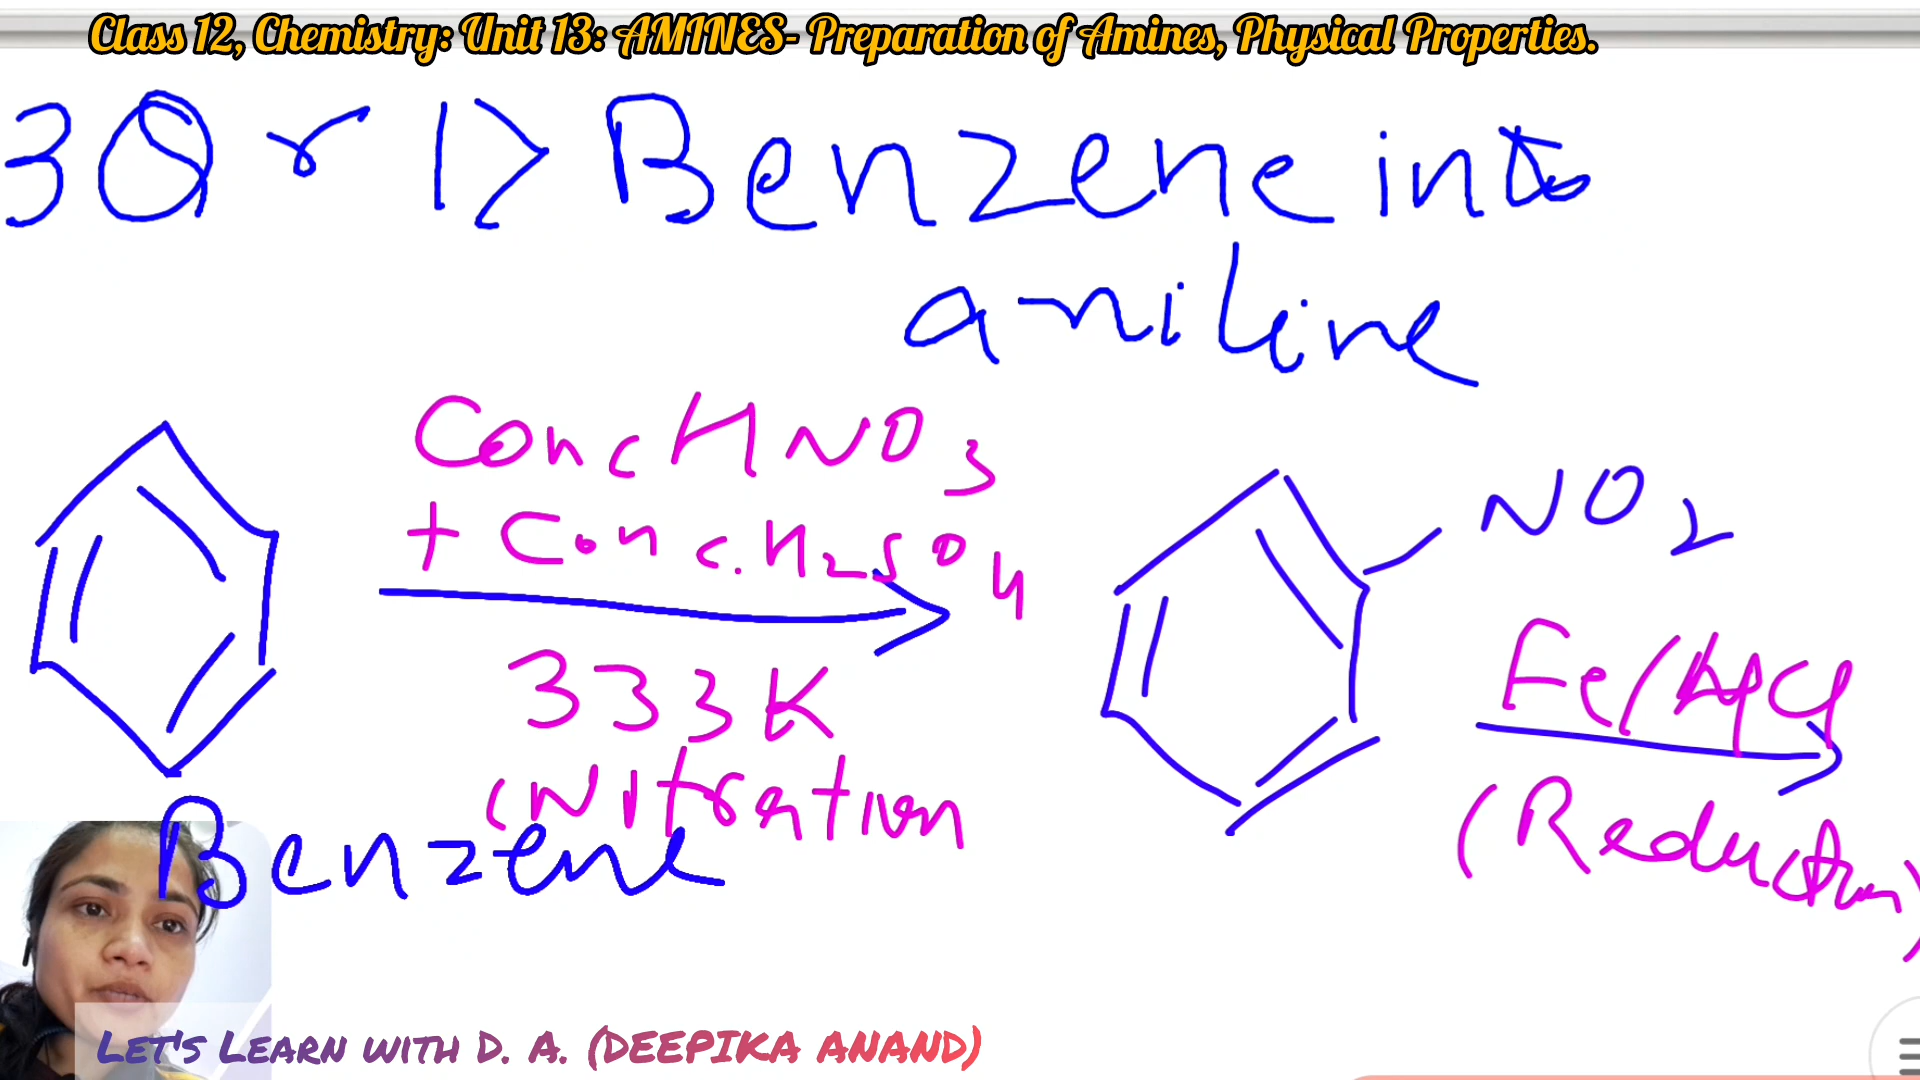 Class 12, Chemistry: Unit 13: AMINES- Preparation of Amines, Physical Properties.
3Q r 1> Benzene into
aniline
Conc HNO3
+ Conc. H2SO4
333K
(Nitration
NO2
Fe/HCl
(Reduction)
Benzene
LET'S LEARN WITH D. A. (DEEPIKA ANAND)